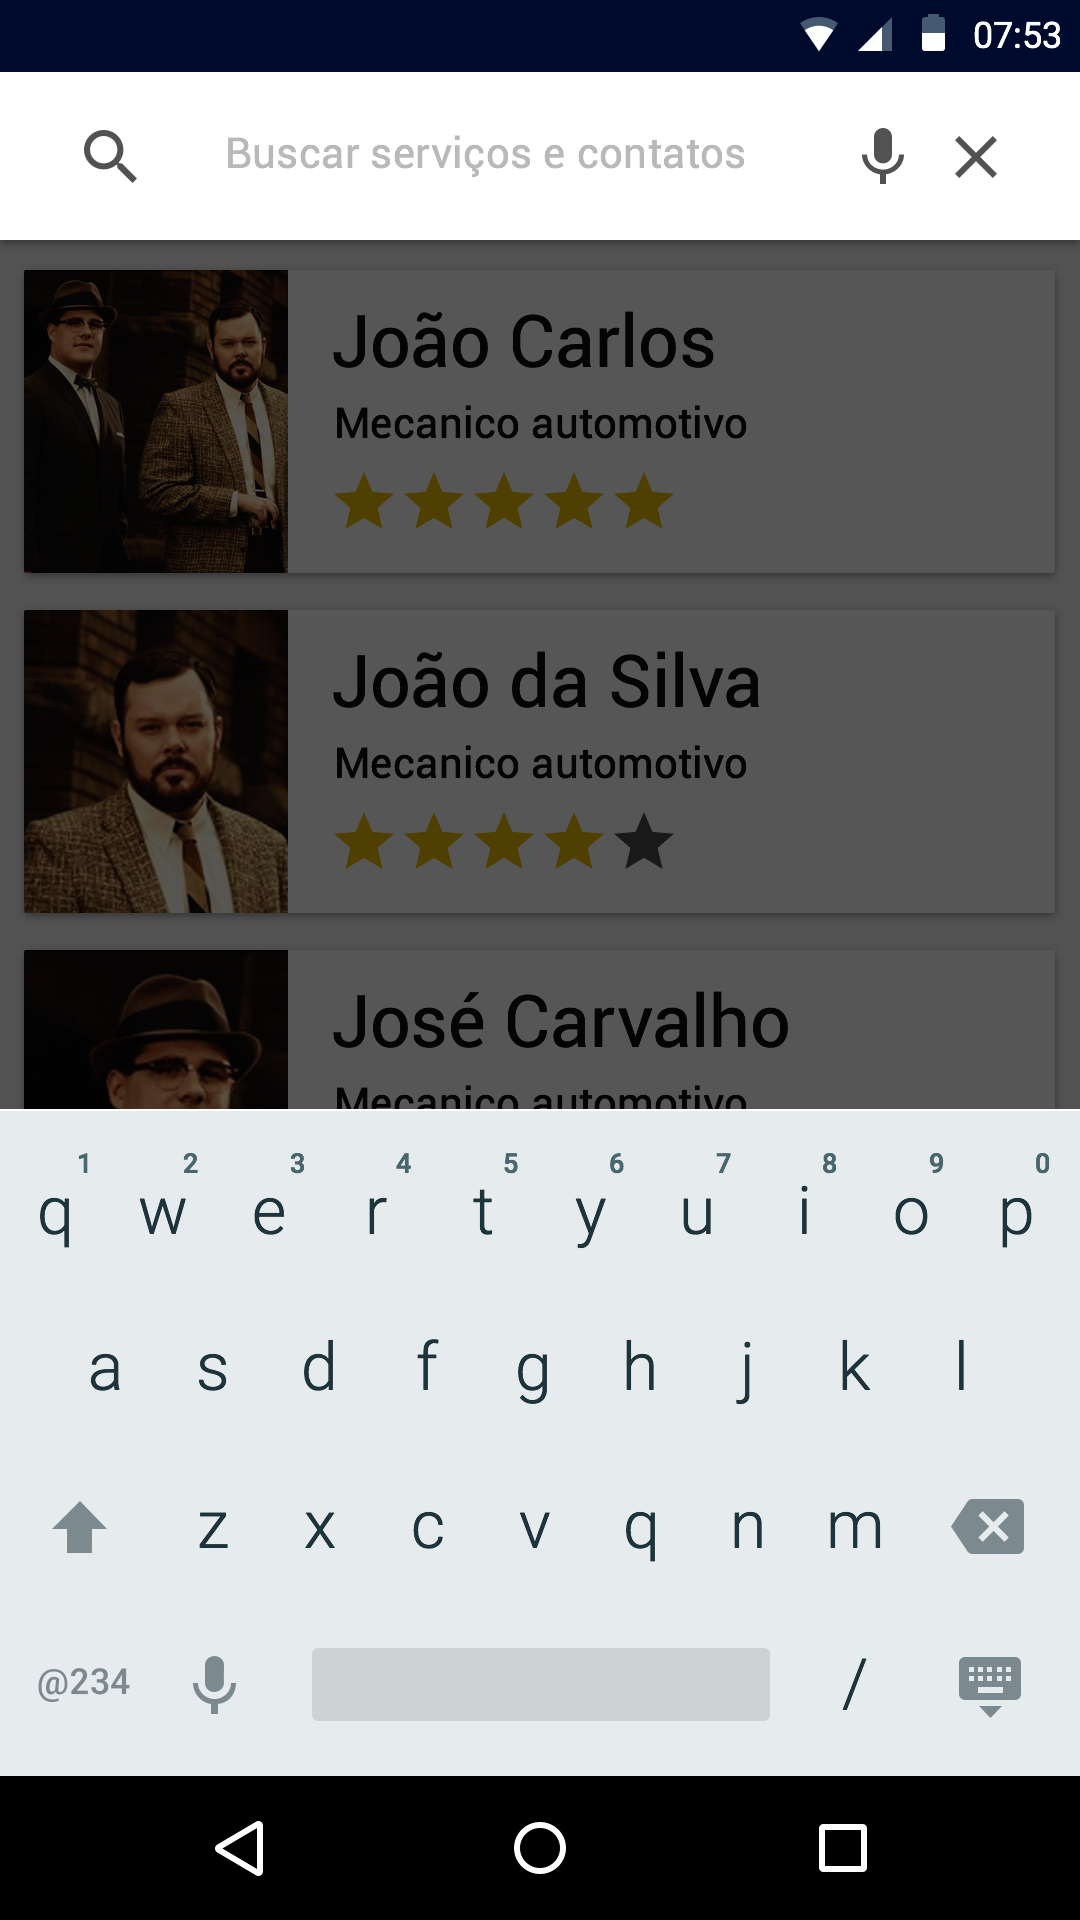 07:53
Buscar serviços e contatos
João Carlos
Mecanico automotivo
João da Silva
Mecanico automotivo
José Carvalho
Mecanico automotivo
1 2 3 4 5 6 7 8 9 0
q w e r t y u i o p
a s d f g h j k l
z x c v q n m
@234 /